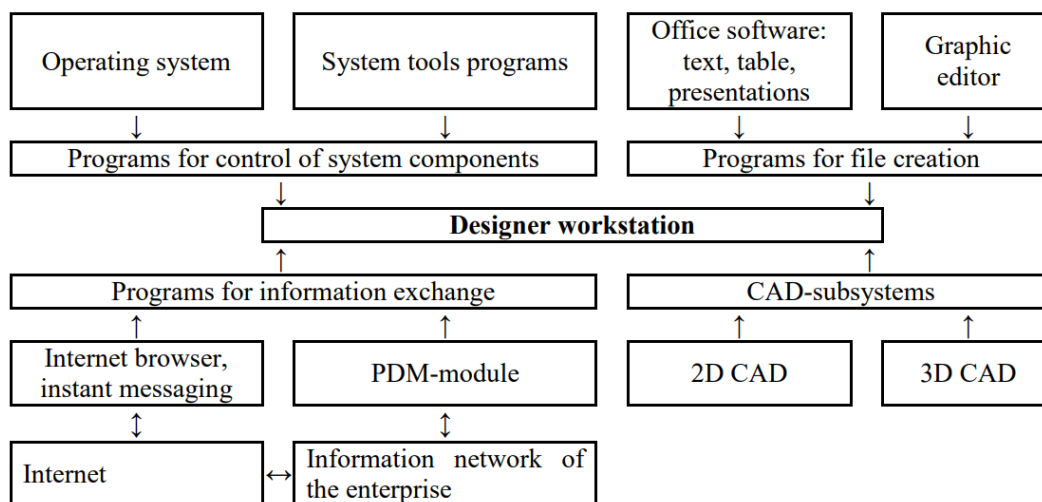 Operating system
System tools programs
Office software:
text, table,
presentations
Graphic
editor
Programs for control of system components
Programs for file creation
Designer workstation
Programs for information exchange
CAD-subsystems
Internet browser,
instant messaging
PDM-module
2D CAD
3D CAD
Internet
Information network of
the enterprise